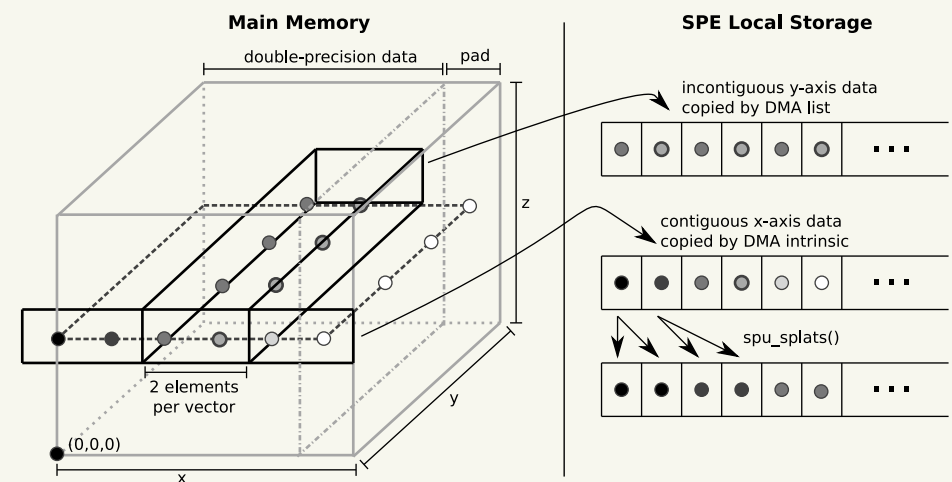 Main Memory
double-precision data
pad
z
y
2 elements
per vector
(0,0,0)
x
SPE Local Storage
incontiguous y-axis data
copied by DMA list
contiguous x-axis data
copied by DMA intrinsic
spu_splats()